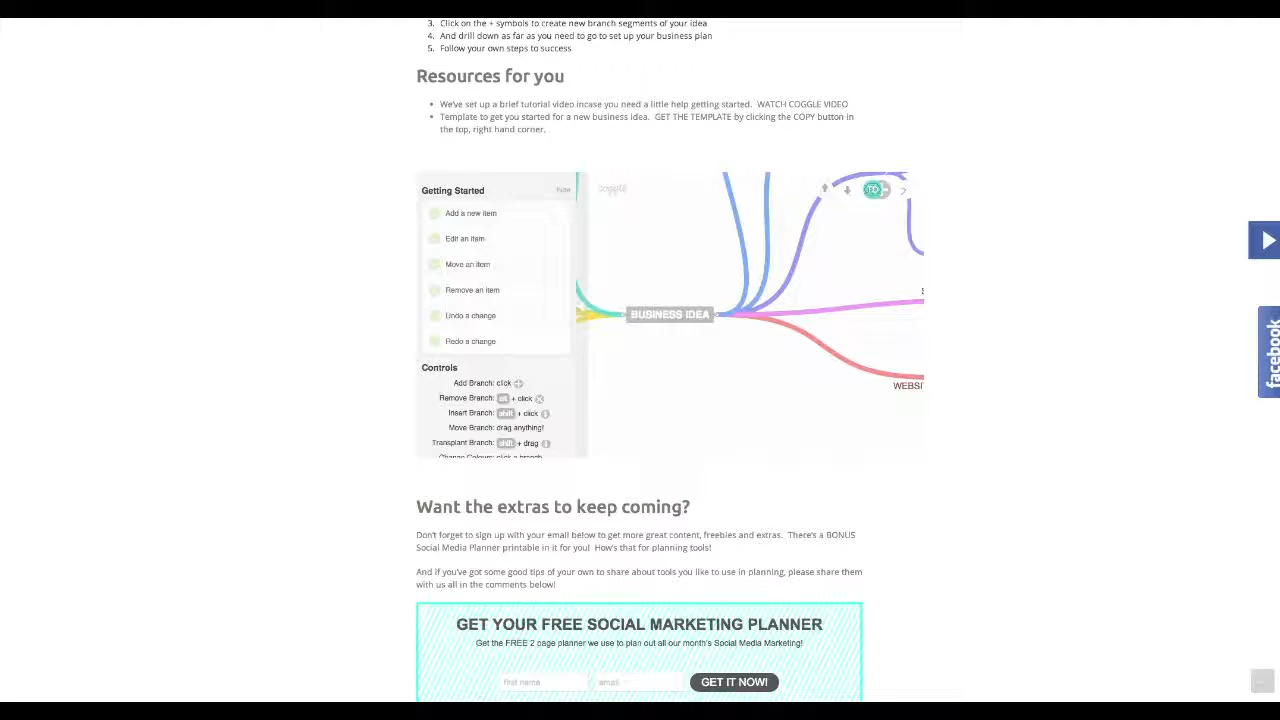 3. Click on the + symbols to create new branch segments of your idea
4. And drill down as far as you need to go to set up your business plan
5. Follow your own steps to success
Resources for you
• We've set up a brief tutorial video incase you need a little help getting started. WATCH COGGLE VIDEO
• Template to get you started for a new business idea. GET THE TEMPLATE by clicking the COPY button in
the top, right hand corner.
Getting Started
hide
coggle
Add a new item
Edit an item
Move an item
Remove an item
Undo a change
Redo a change
BUSINESS IDEA
WEBSI
Controls
Add Branch: click
Remove Branch: alt + click
Insert Branch: shift + click
Move Branch: drag anything!
Transplant Branch: shift + drag
Change Colours: click a branch
Want the extras to keep coming?
Don't forget to sign up with your email below to get more great content, freebies and extras. There's a BONUS
Social Media Planner printable in it for you! How's that for planning tools!
And if you've got some good tips of your own to share about tools you like to use in planning, please share them
with us all in the comments below!
GET YOUR FREE SOCIAL MARKETING PLANNER
Get the FREE 2 page planner we use to plan out all our month's Social Media Marketing!
first name
email
GET IT NOW!
facebook